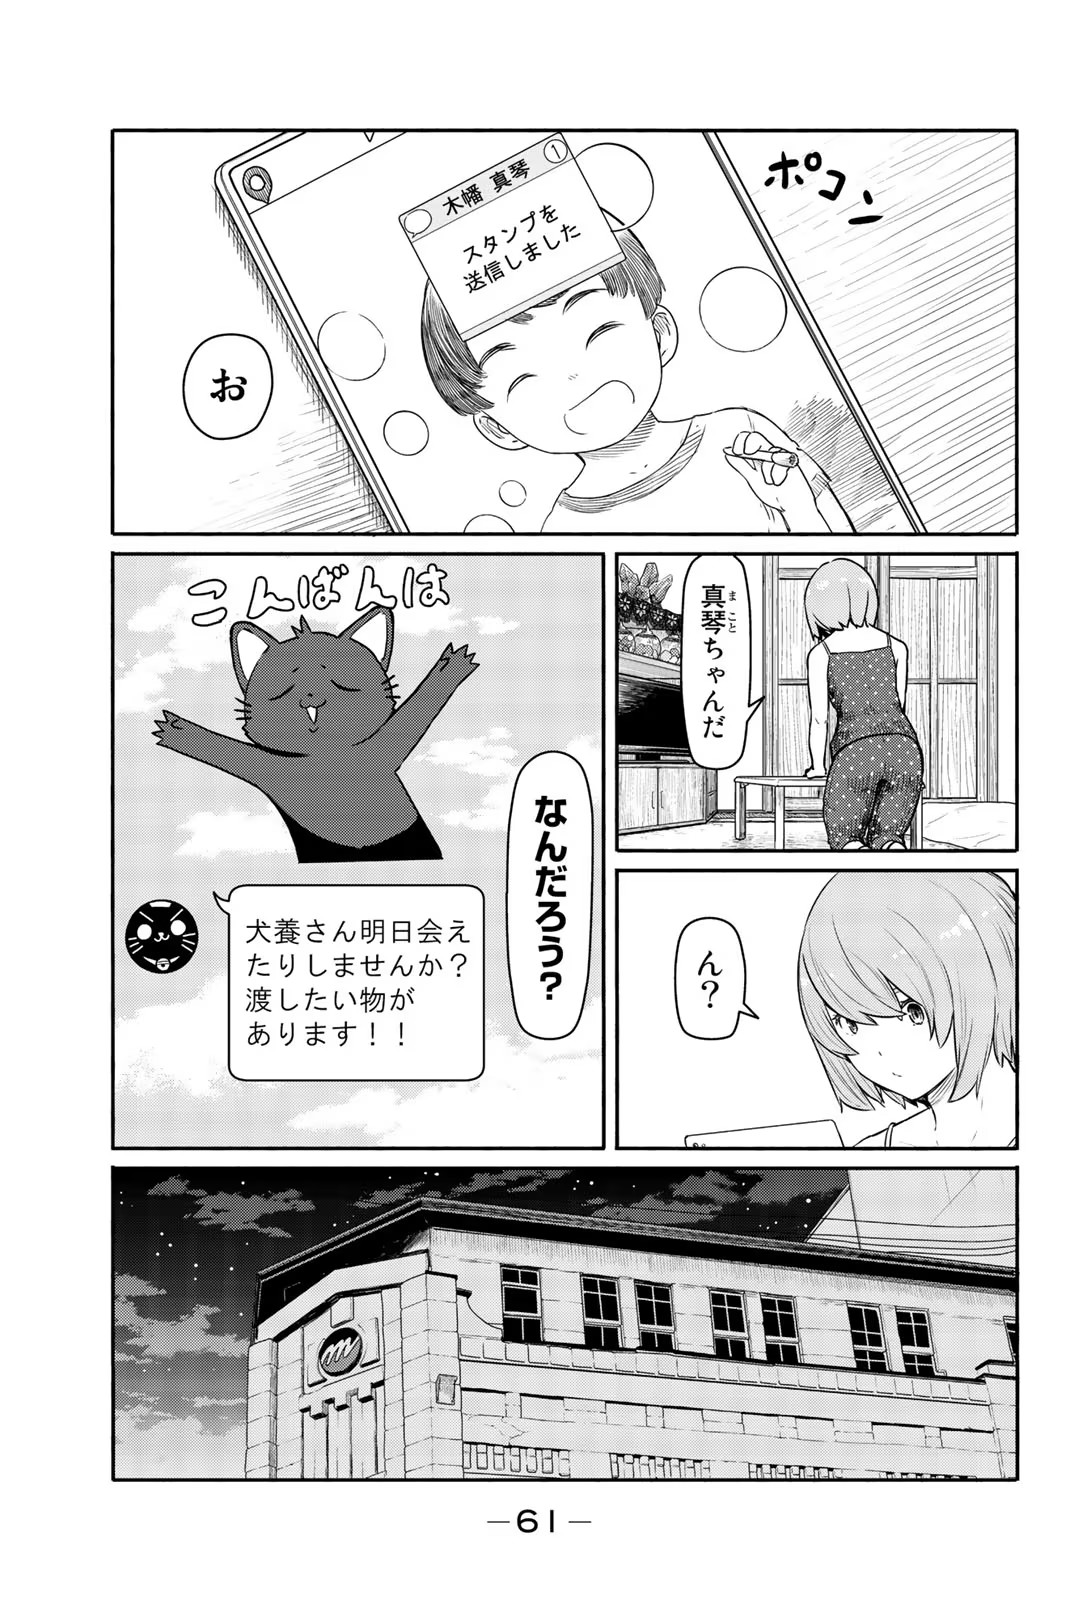 ポコン
木幡 真琴
1
スタンプを
送信しました
お
真琴ちゃんだ
まこと
ん?
こんばんは
なんだろう?
犬養さん明日会え
たりしませんか?
渡したい物が
あります!!
m
—61—